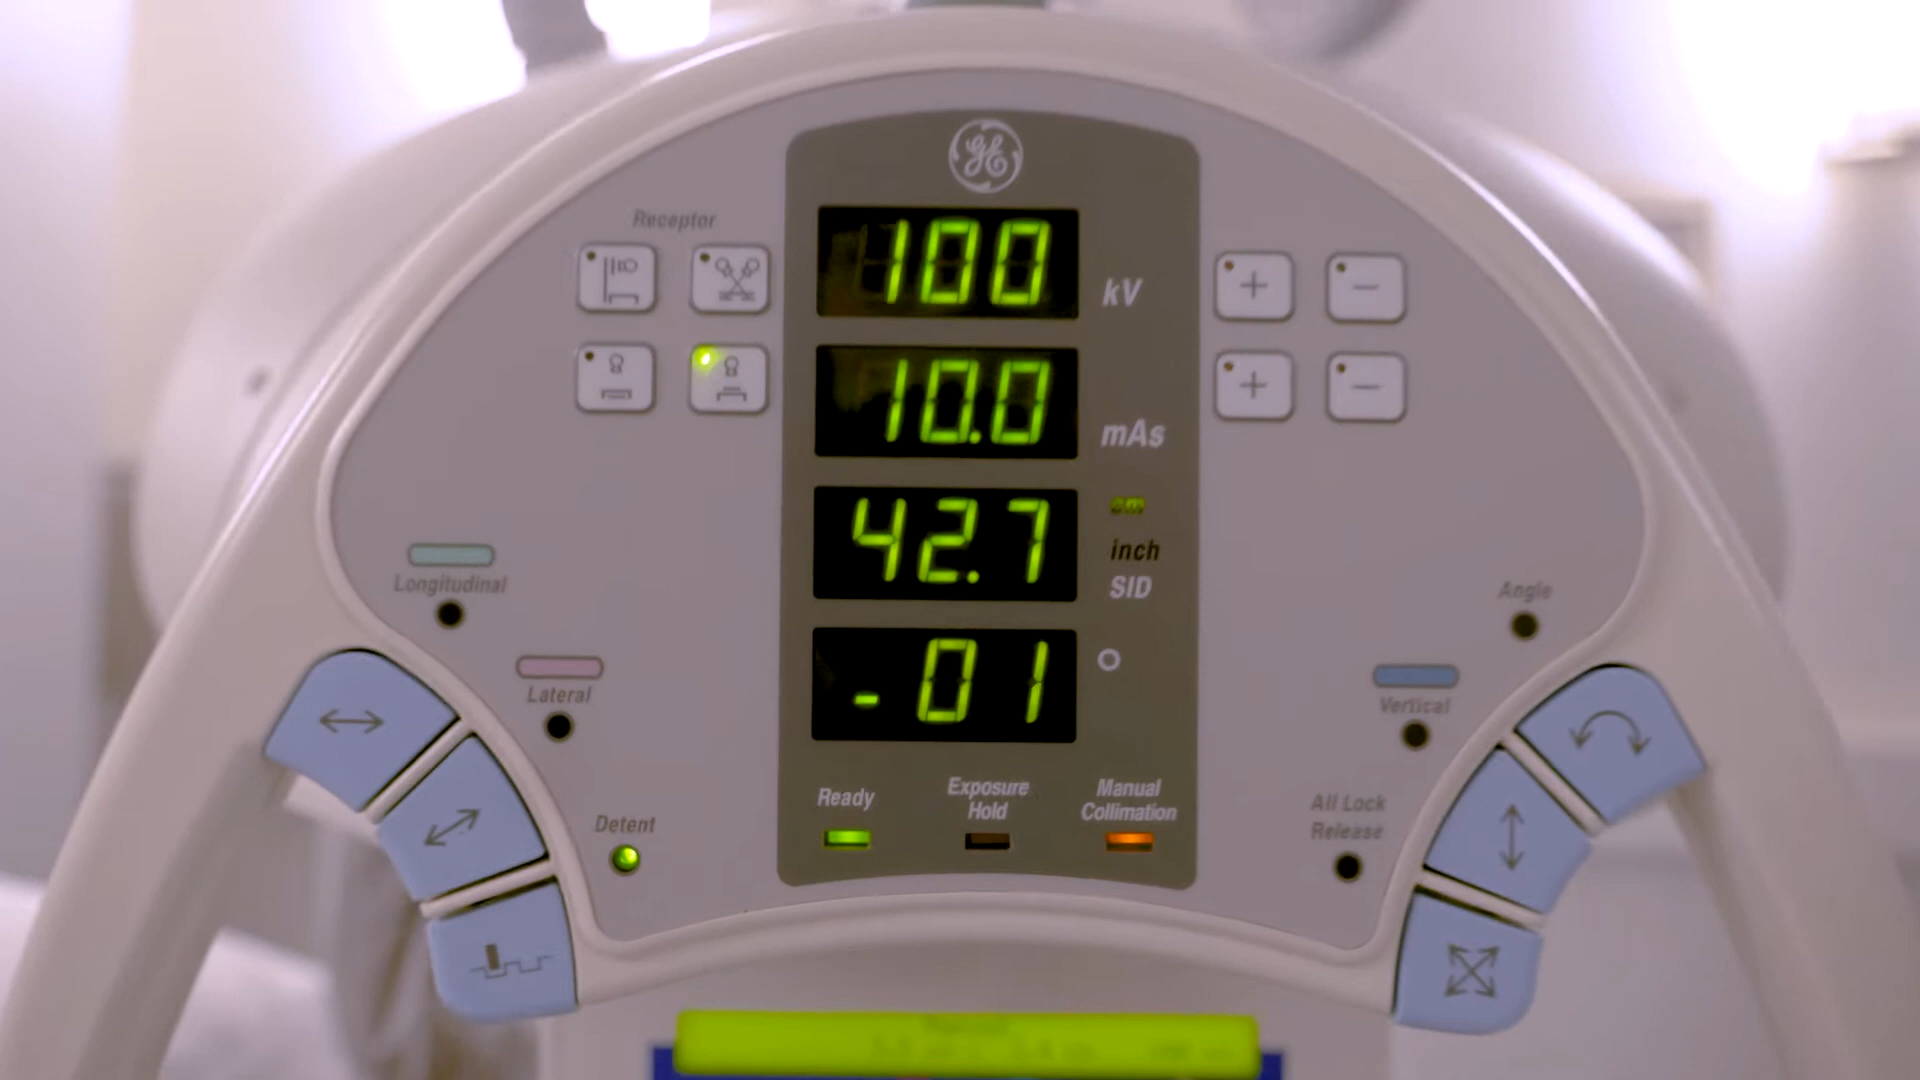 GE
Receptor
100
kV
+
−
10.0
mAs
+
−
42.7
cm
inch
SID
-01
O
Longitudinal
Lateral
Detent
Angle
Vertical
All Lock
Release
Ready
Exposure
Hold
Manual
Collimation